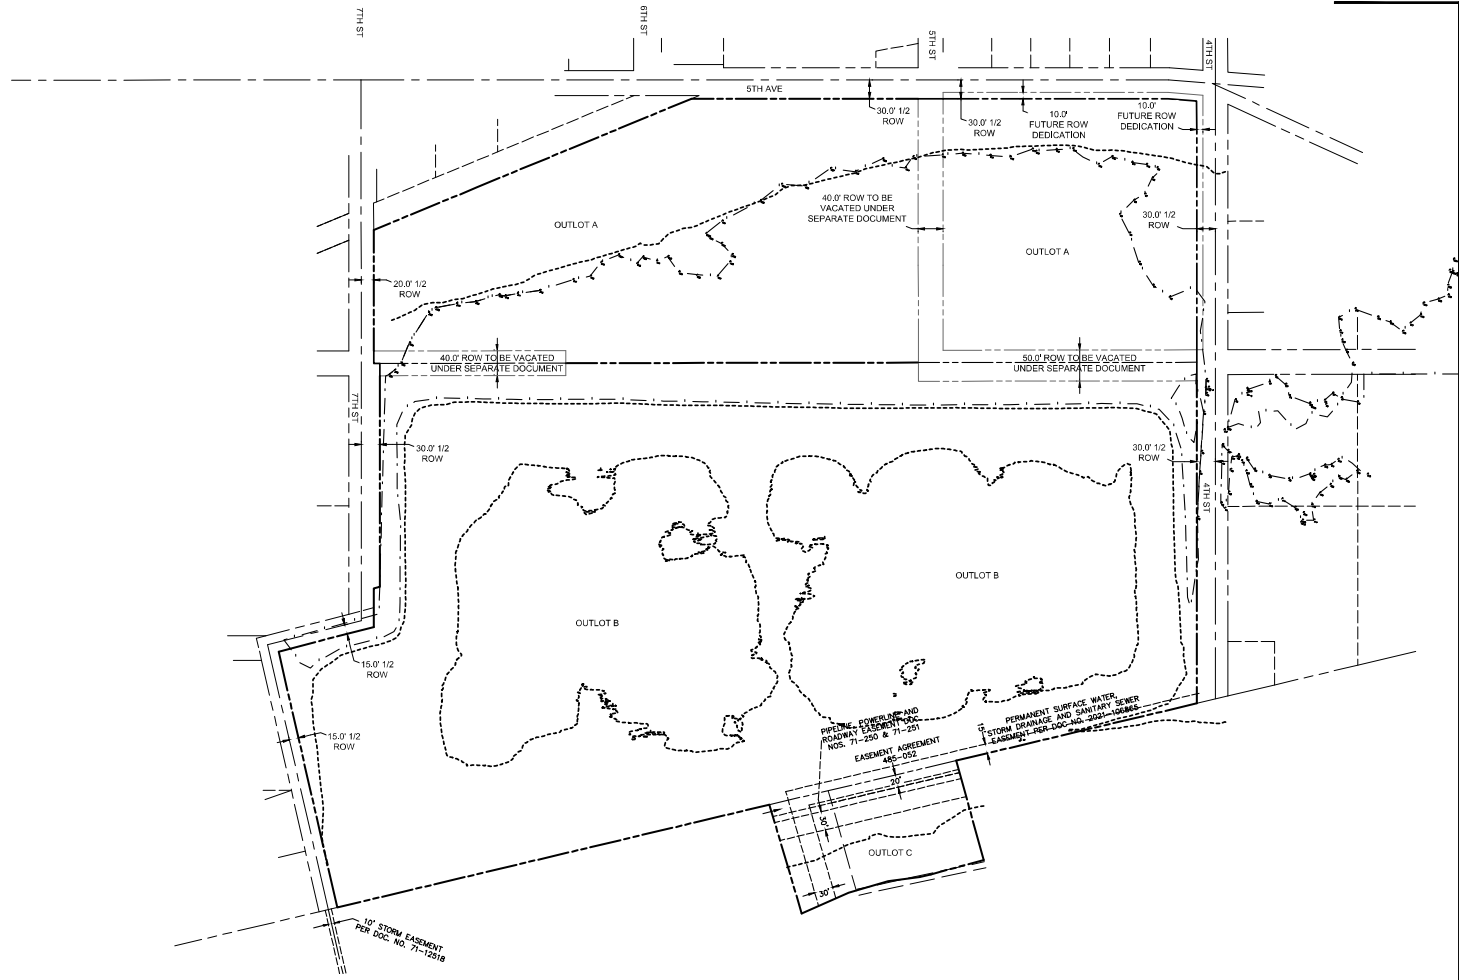 7TH ST
6TH ST
5TH ST
4TH ST
5TH AVE
30.0' 1/2
ROW
30.0' 1/2
ROW
10.0'
FUTURE ROW
DEDICATION
10.0'
FUTURE ROW
DEDICATION
40.0' ROW TO BE
VACATED UNDER
SEPARATE DOCUMENT
30.0' 1/2
ROW
OUTLOT A
OUTLOT A
20.0' 1/2
ROW
40.0' ROW TO BE VACATED
UNDER SEPARATE DOCUMENT
50.0' ROW TO BE VACATED
UNDER SEPARATE DOCUMENT
7TH ST
30.0' 1/2
ROW
30.0' 1/2
ROW
4TH ST
OUTLOT B
OUTLOT B
15.0' 1/2
ROW
15.0' 1/2
ROW
PIPELINE, POWERLINE AND
ROADWAY EASEMENT DOC.
NOS. 71-250 & 71-251
EASEMENT AGREEMENT
485-052
PERMANENT SURFACE WATER,
STORM DRAINAGE AND SANITARY SEWER
EASEMENT PER DOC NO. 2021-106865
20'
30'
OUTLOT C
30'
10' STORM EASEMENT
PER DOC. NO. 71-12518